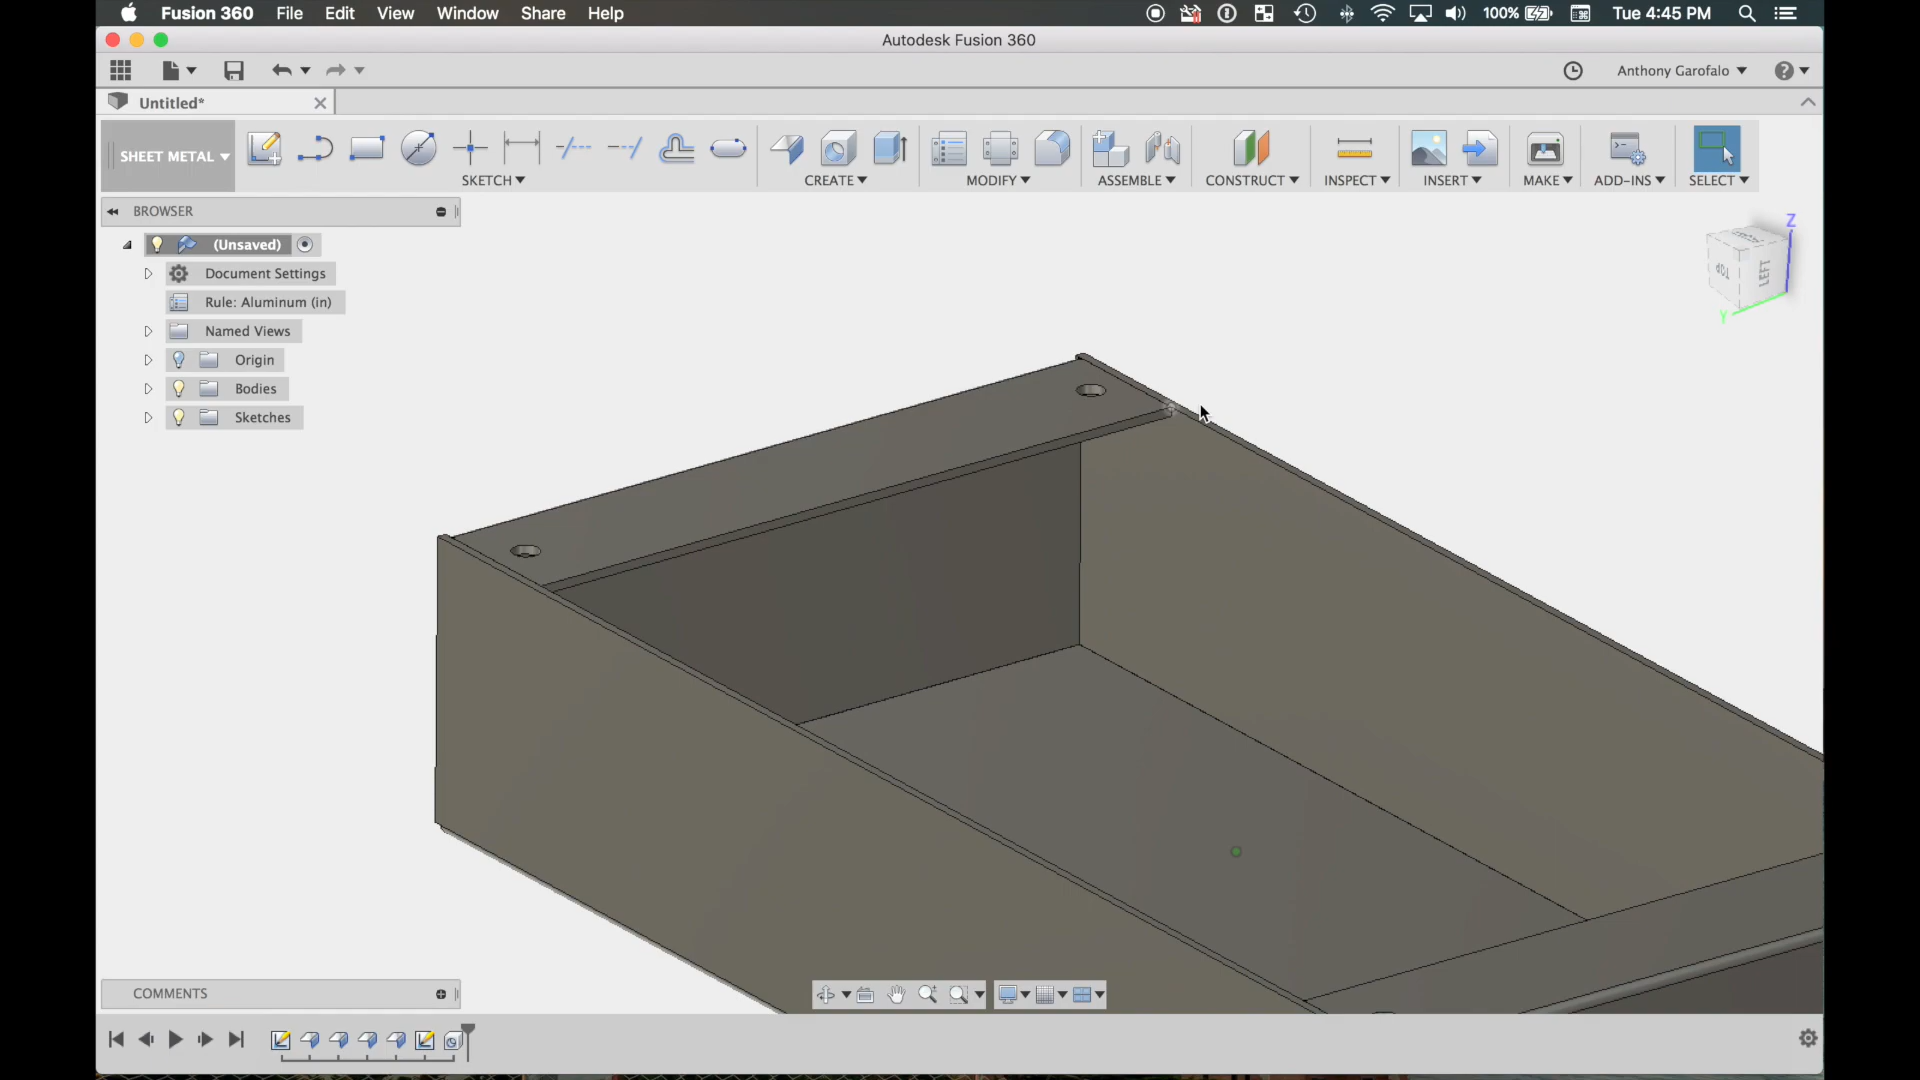 Fusion 360 File Edit View Window Share Help 100% Tue 4:45 PM
Autodesk Fusion 360
Anthony Garofalo
Untitled*
SHEET METAL
SKETCH CREATE MODIFY ASSEMBLE CONSTRUCT INSPECT INSERT MAKE ADD-INS SELECT
BROWSER
(Unsaved)
Document Settings
Rule: Aluminum (in)
Named Views
Origin
Bodies
Sketches
Z
TOP LEFT
Y
COMMENTS